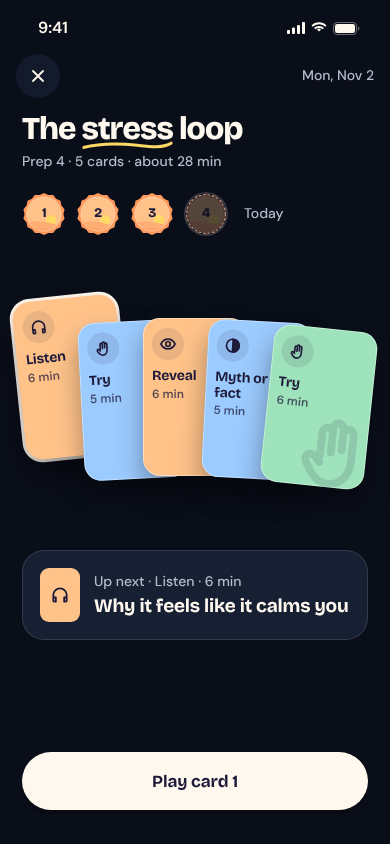 9:41
Mon, Nov 2
The stress loop
Prep 4 · 5 cards · about 28 min
1 2 3 4 Today
Listen
6 min
Try
5 min
Reveal
6 min
Myth or
fact
5 min
Try
6 min
Up next · Listen · 6 min
Why it feels like it calms you
Play card 1